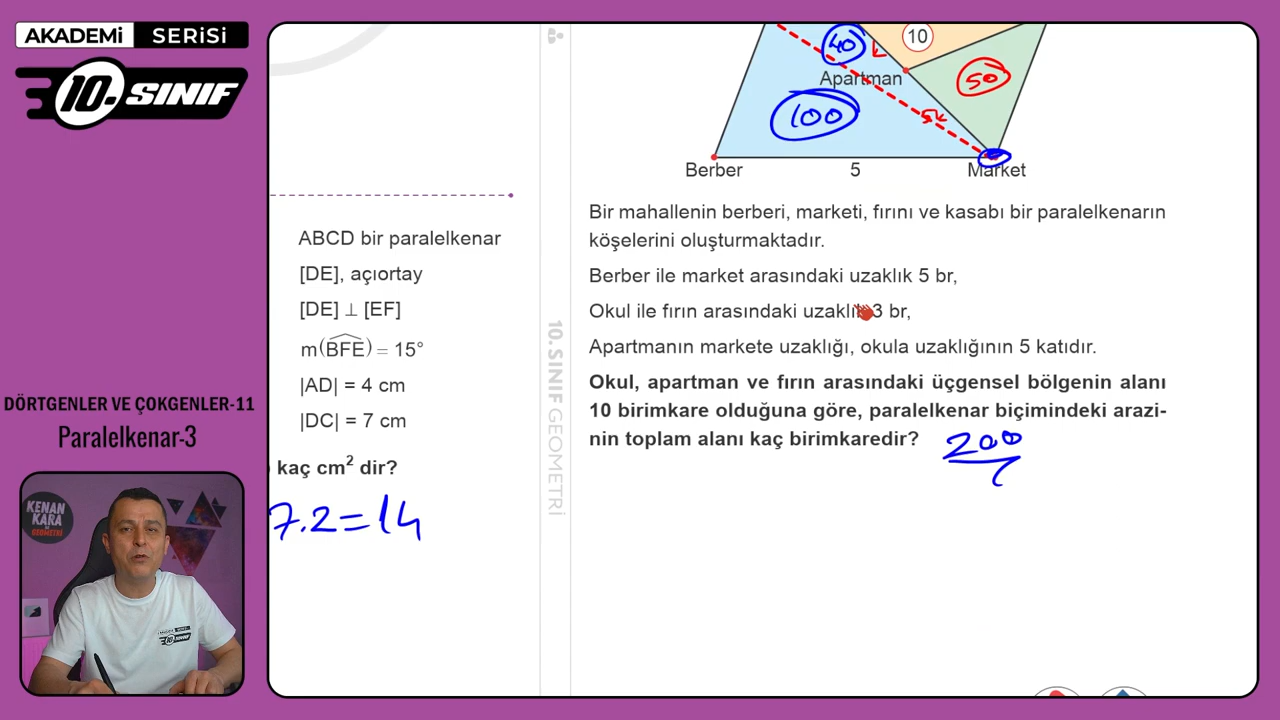 AKADEMİ SERİSİ
10. SINIF
DÖRTGENLER VE ÇOKGENLER-11
Paralelkenar-3
KENAN
KARA
GEOMETRİ
ABCD bir paralelkenar
[DE], açıortay
[DE] ⊥ [EF]
m(BFE) = 15°
|AD| = 4 cm
|DC| = 7 cm
kaç cm² dir?
7.2=14
10. SINIF GEOMETRİ
40
10
Apartman
50
100
Berber
5
Market
Bir mahallenin berberi, marketi, fırını ve kasabı bir paralelkenarın
köşelerini oluşturmaktadır.
Berber ile market arasındaki uzaklık 5 br,
Okul ile fırın arasındaki uzaklık 3 br,
Apartmanın markete uzaklığı, okula uzaklığının 5 katıdır.
Okul, apartman ve fırın arasındaki üçgensel bölgenin alanı
10 birimkare olduğuna göre, paralelkenar biçimindeki arazi-
nin toplam alanı kaç birimkaredir?
200